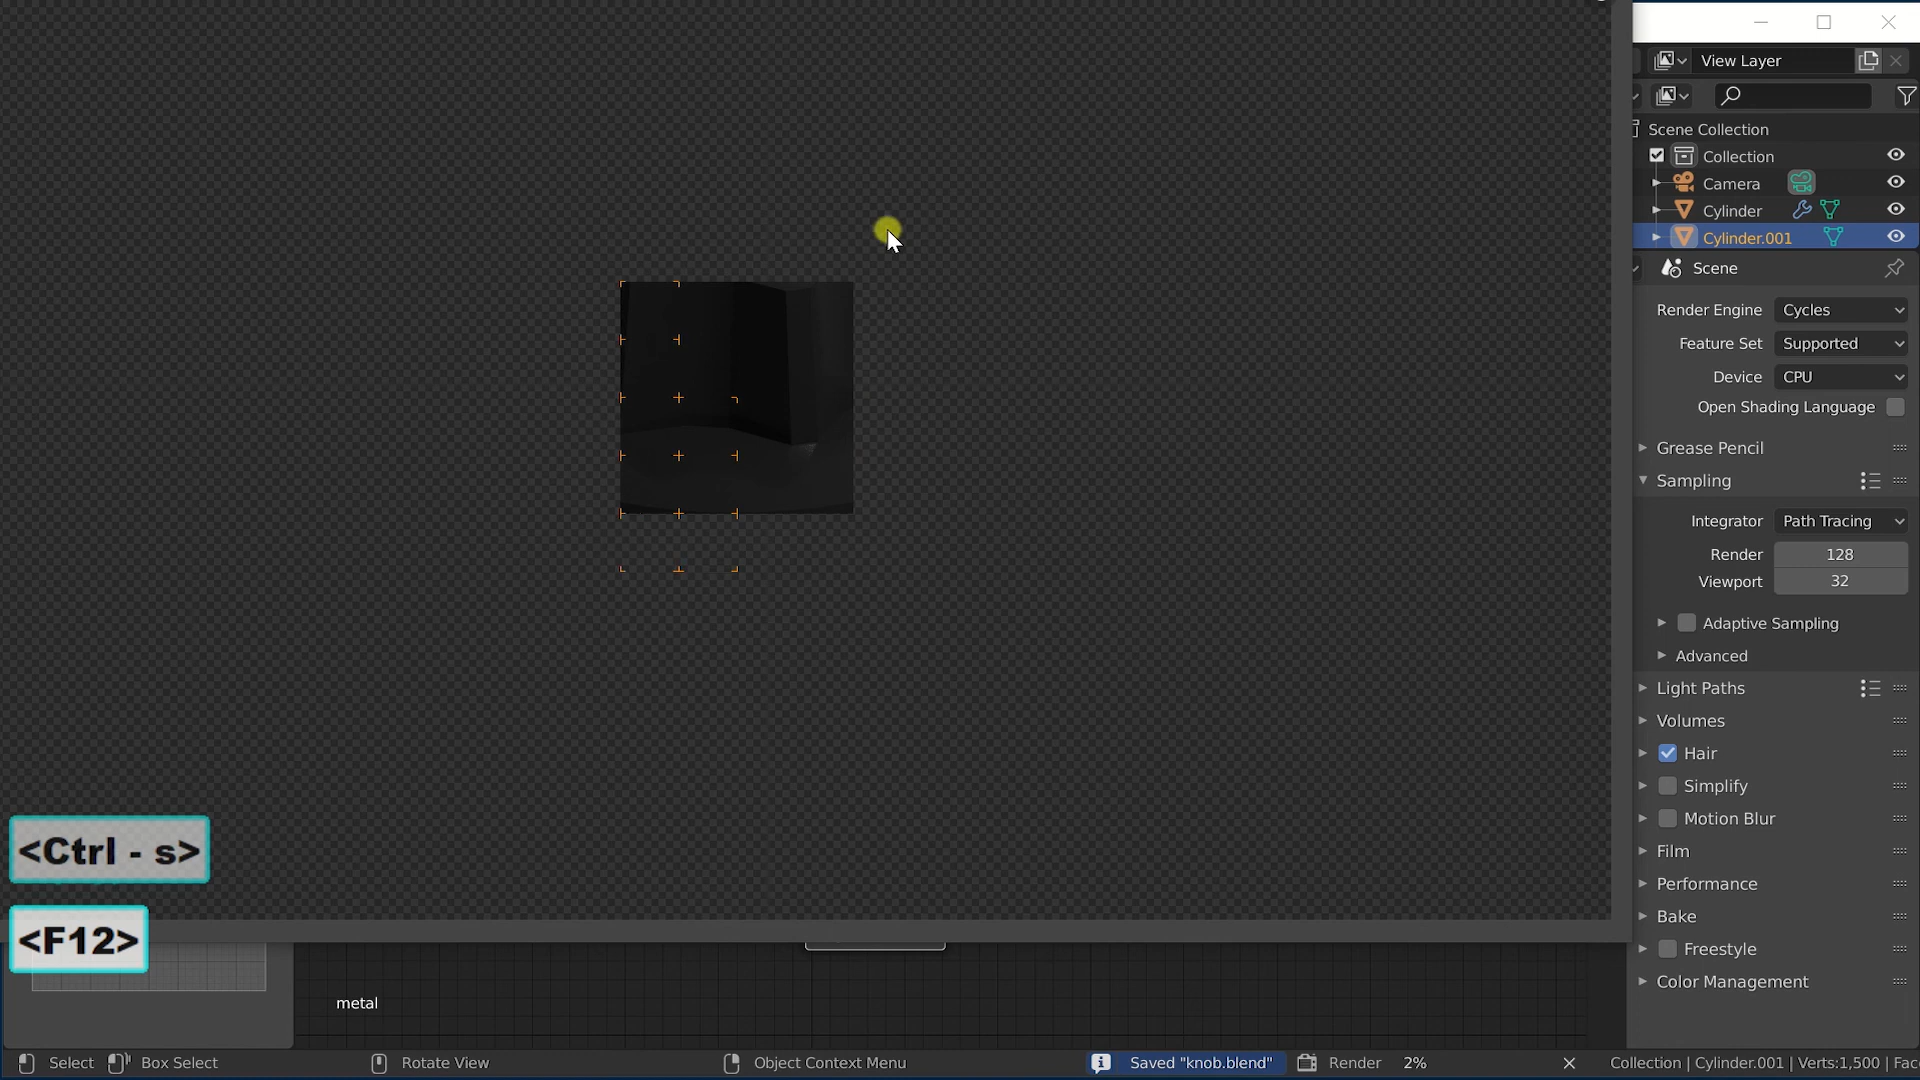 View Layer
Scene Collection
Collection
Camera
Cylinder
Cylinder.001
Scene
Render Engine Cycles
Feature Set Supported
Device CPU
Open Shading Language
Grease Pencil
Sampling
Integrator Path Tracing
Render 128
Viewport 32
Adaptive Sampling
Advanced
Light Paths
Volumes
Hair
Simplify
Motion Blur
Film
Performance
Bake
Freestyle
Color Management
<Ctrl - s>
<F12>
metal
Select Box Select Rotate View Object Context Menu Saved "knob.blend" Render 2% Collection | Cylinder.001 | Verts:1,500 | Fac